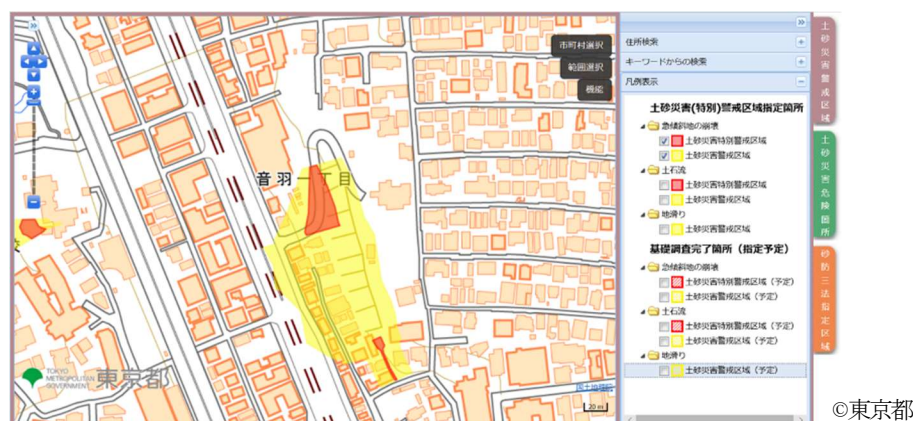 市町村選択
範囲選択
機能
音羽一丁目
TOKYO
METROPOLITAN
GOVERNMENT
東京都
国土地理院
20 m
住所検索
キーワードからの検索
凡例表示
土砂災害(特別)警戒区域指定箇所
急傾斜地の崩壊
土砂災害特別警戒区域
土砂災害警戒区域
土石流
土砂災害特別警戒区域
土砂災害警戒区域
地滑り
土砂災害警戒区域
基礎調査完了箇所（指定予定）
急傾斜地の崩壊
土砂災害特別警戒区域（予定）
土砂災害警戒区域（予定）
土石流
土砂災害特別警戒区域（予定）
土砂災害警戒区域（予定）
地滑り
土砂災害警戒区域（予定）
土砂災害警戒区域
土砂災害危険箇所
砂防三法指定区域
©東京都